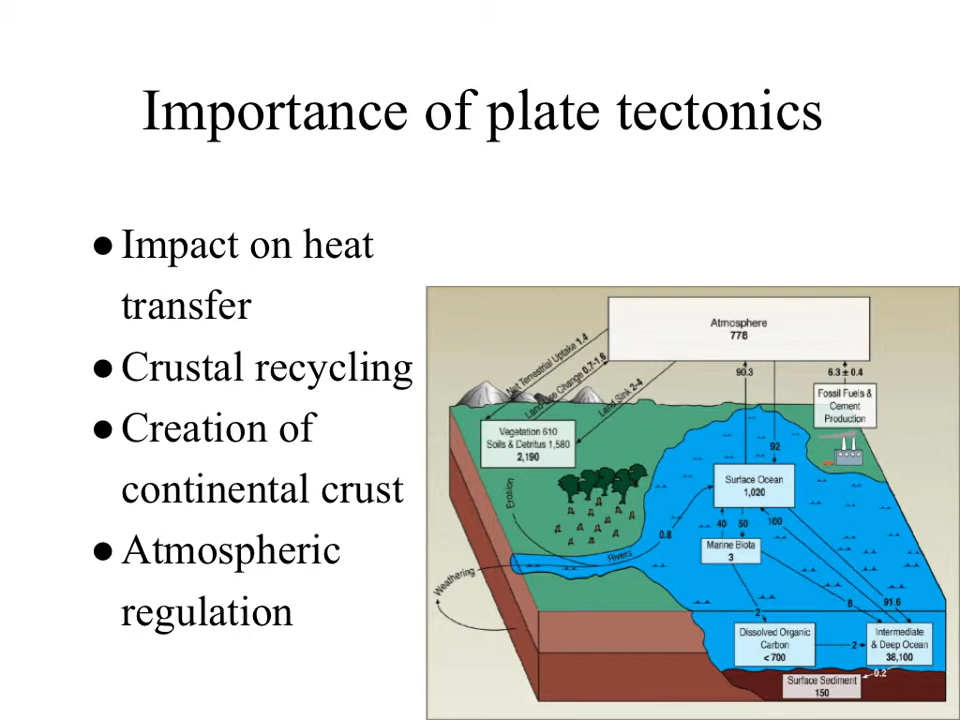 Importance of plate tectonics
● Impact on heat
transfer
● Crustal recycling
● Creation of
continental crust
● Atmospheric
regulation
Atmosphere
778
Net Terrestrial Uptake 1.4
Land-Use Change 0.7-1.6
Land Sink 2-4
90.3
6.3 ± 0.4
Fossil Fuels &
Cement
Production
Vegetation 610
Soils & Detritus 1,580
2,190
92
Surface Ocean
1,020
Erosion
40
50
100
0.8
Marine Biota
3
Rivers
Weathering
8
91.6
2
Dissolved Organic
Carbon
< 700
2
Intermediate
& Deep Ocean
38,100
0.2
Surface Sediment
150